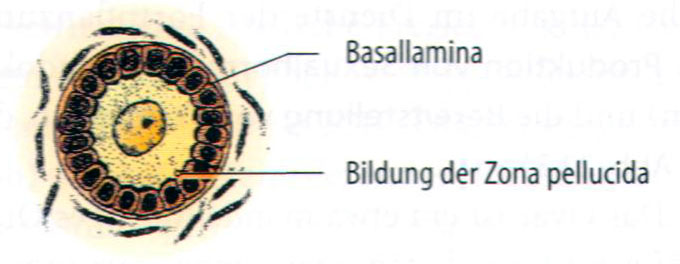 Basallamina
Bildung der Zona pellucida